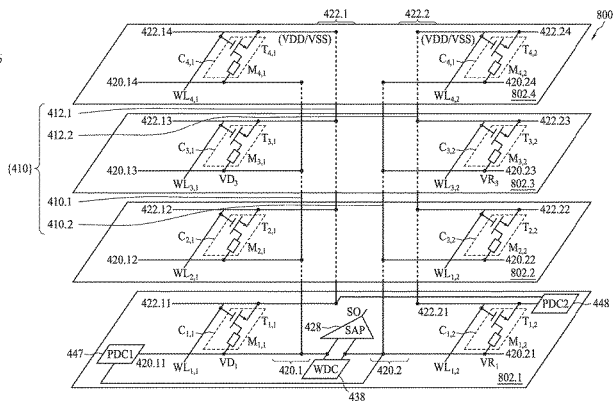 422.1 422.2
800
422.14 (VDD/VSS) (VDD/VSS) 422.24
C4,1 T4,1 C4,2 T4,2
M4,1 M4,2
420.14 420.24
WL4,1 WL4,2 802.4
412.1
422.13 422.23
412.2
{410}
C3,1 T3,1 C3,2 T3,2
M3,1 M3,2
420.13 420.23
WL3,1 VD3 WL3,2 VR3 802.3
410.1
422.12 422.22
410.2
C2,1 T2,1 C3,2 T2,2
M2,1 M2,2
420.12 420.22
WL2,1 WL1,2 802.2
422.11 422.21 PDC2 448
C1,1 T1,1 SO C1,2 T1,2
428 SAP
447 PDC1 M1,1 M1,2
420.11 420.1 WDC 420.2 420.21
WL1,1 VD1 WL1,2 VR1
438 802.1